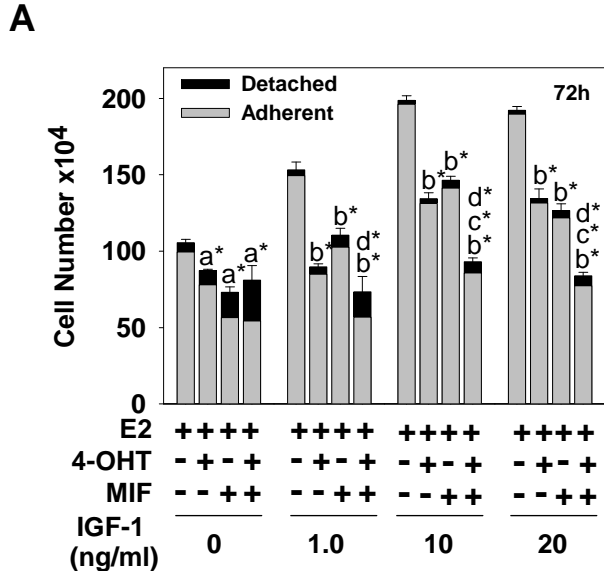 A
Detached
Adherent
72h
Cell Number x10⁴
200
150
100
50
0
a* a* a*
b* b* d* b*
b* b* d* c* b*
b* b* d* c* b*
E2 + + + + + + + + + + + + + + + +
4-OHT - + - + - + - + - + - + - + - +
MIF - - + + - - + + - - + + - - + +
IGF-1 (ng/ml) 0 1.0 10 20